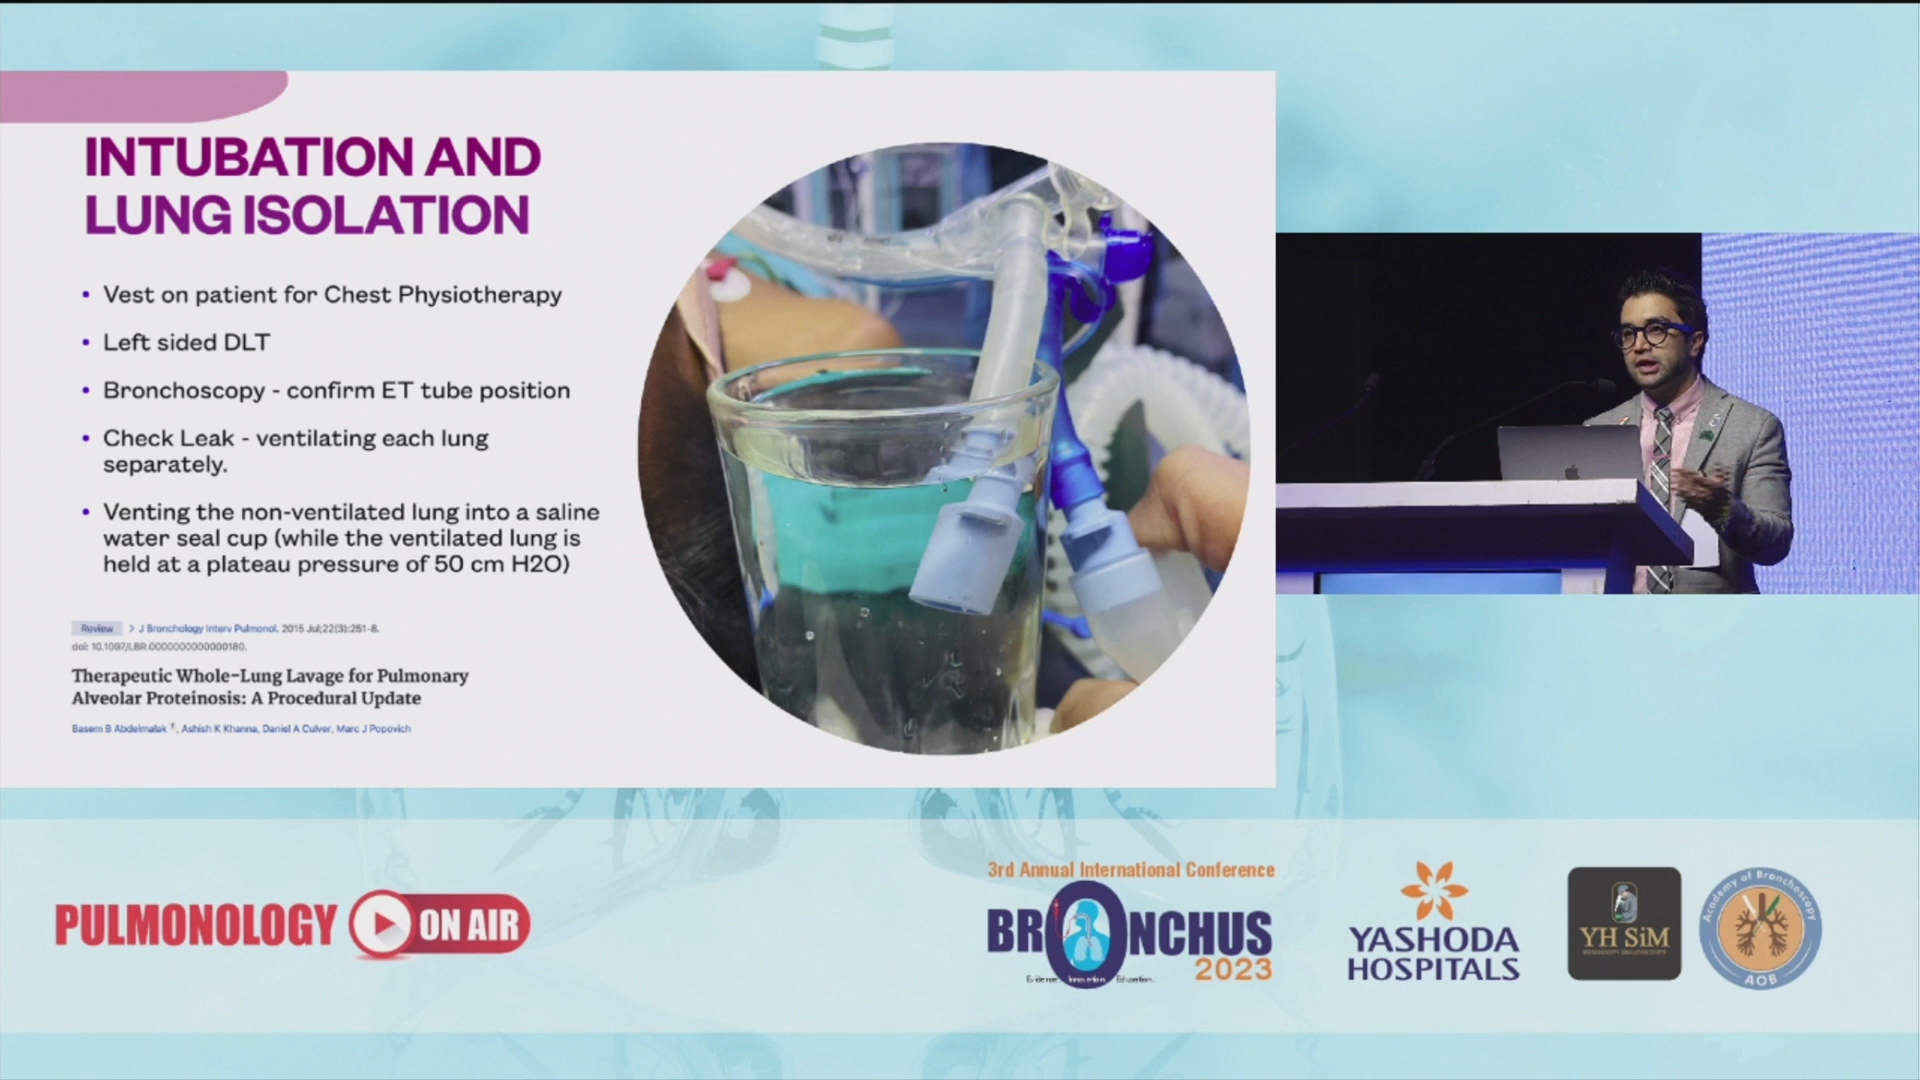 INTUBATION AND
LUNG ISOLATION
• Vest on patient for Chest Physiotherapy
• Left sided DLT
• Bronchoscopy - confirm ET tube position
• Check Leak - ventilating each lung
separately.
• Venting the non-ventilated lung into a saline
water seal cup (while the ventilated lung is
held at a plateau pressure of 50 cm H2O)
Review > J Bronchology Interv Pulmonol. 2015 Jul;22(3):251-8.
doi: 10.1097/LBR.0000000000000180.
Therapeutic Whole-Lung Lavage for Pulmonary
Alveolar Proteinosis: A Procedural Update
Basem B Abdelmalak 1, Ashish K Khanna, Daniel A Culver, Marc J Popovich
PULMONOLOGY ON AIR
3rd Annual International Conference
BRONCHUS
2023
Evidence Innovation Education
YASHODA
HOSPITALS
YH SiM
Academy of Bronchoscopy
AOB